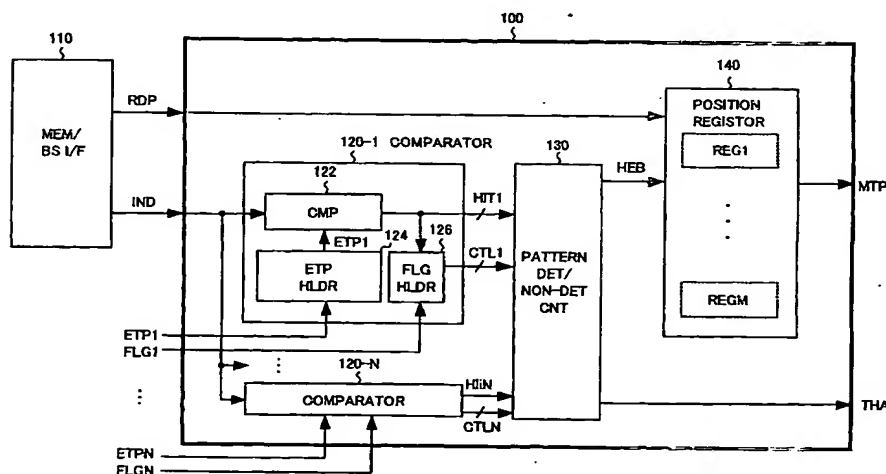 100
110
MEM/
BS I/F
RDP
IND
140
POSITION
REGISTOR
REG1
REGM
MTP
120-1 COMPARATOR
122
CMP
ETP1
124
ETP
HLDR
126
FLG
HLDR
HIT1
CTL1
130
PATTERN
DET/
NON-DET
CNT
HEB
ETP1
FLG1
120-N
COMPARATOR
HIiN
CTLN
ETPN
FLGN
THA